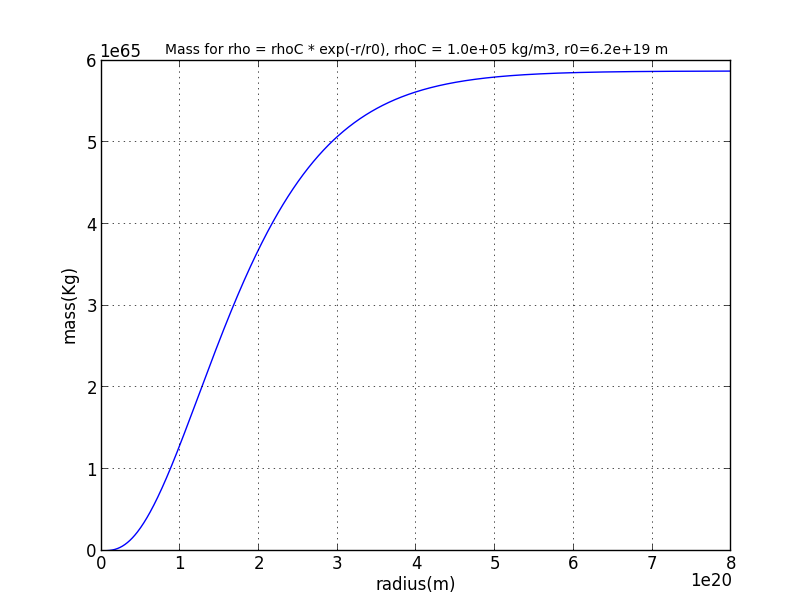 Mass for rho = rhoC * exp(-r/r0), rhoC = 1.0e+05 kg/m3, r0=6.2e+19 m
1e65
6
5
4
3
2
1
0
mass(Kg)
0 1 2 3 4 5 6 7 8
1e20
radius(m)